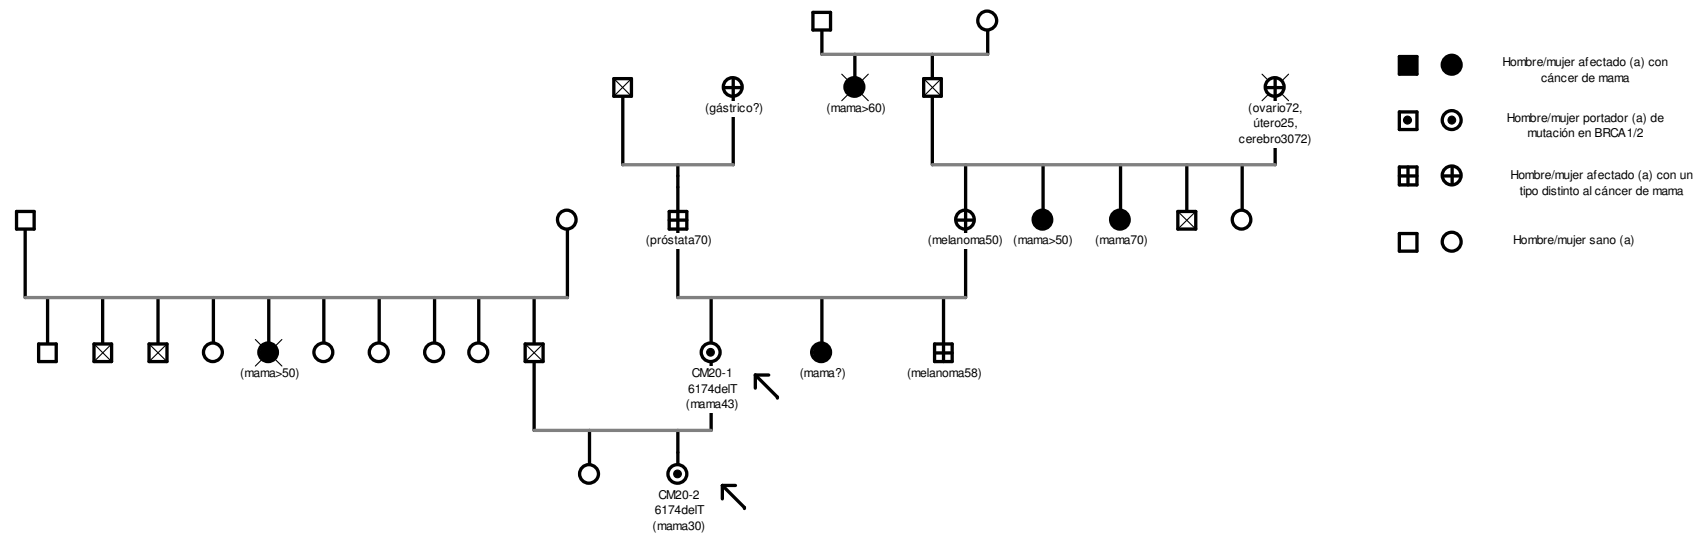 Hombre/mujer afectado (a) con
cáncer de mama
(gástrico?)
(mama>60)
(ovario72,
útero25,
cerebro3072)
Hombre/mujer portador (a) de
mutación en BRCA1/2
Hombre/mujer afectado (a) con un
tipo distinto al cáncer de mama
(próstata70)
(melanoma50)
(mama>50)
(mama70)
Hombre/mujer sano (a)
(mama>50)
CM20-1
6174delT
(mama43)
(mama?)
(melanoma58)
CM20-2
6174delT
(mama30)